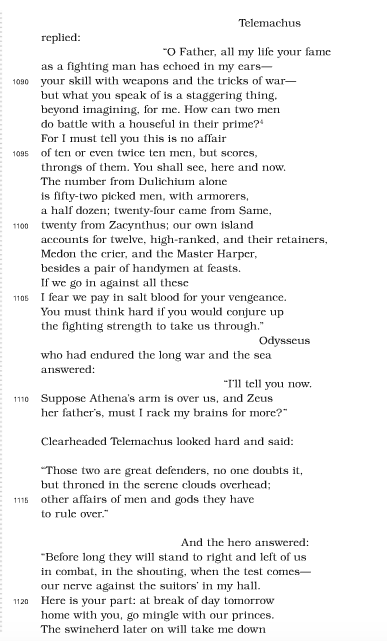 Telemachus
replied:
“O Father, all my life your fame
as a fighting man has echoed in my ears—
1090 your skill with weapons and the tricks of war—
but what you speak of is a staggering thing,
beyond imagining, for me. How can two men
do battle with a houseful in their prime?⁴
For I must tell you this is no affair
1095 of ten or even twice ten men, but scores,
throngs of them. You shall see, here and now.
The number from Dulichium alone
is fifty-two picked men, with armorers,
a half dozen; twenty-four came from Same,
1100 twenty from Zacynthus; our own island
accounts for twelve, high-ranked, and their retainers,
Medon the crier, and the Master Harper,
besides a pair of handymen at feasts.
If we go in against all these
1105 I fear we pay in salt blood for your vengeance.
You must think hard if you would conjure up
the fighting strength to take us through.”
Odysseus
who had endured the long war and the sea
answered:
“I’ll tell you now.
1110 Suppose Athena’s arm is over us, and Zeus
her father’s, must I rack my brains for more?”
Clearheaded Telemachus looked hard and said:
“Those two are great defenders, no one doubts it,
but throned in the serene clouds overhead;
1115 other affairs of men and gods they have
to rule over.”
And the hero answered:
“Before long they will stand to right and left of us
in combat, in the shouting, when the test comes—
our nerve against the suitors’ in my hall.
1120 Here is your part: at break of day tomorrow
home with you, go mingle with our princes.
The swineherd later on will take me down